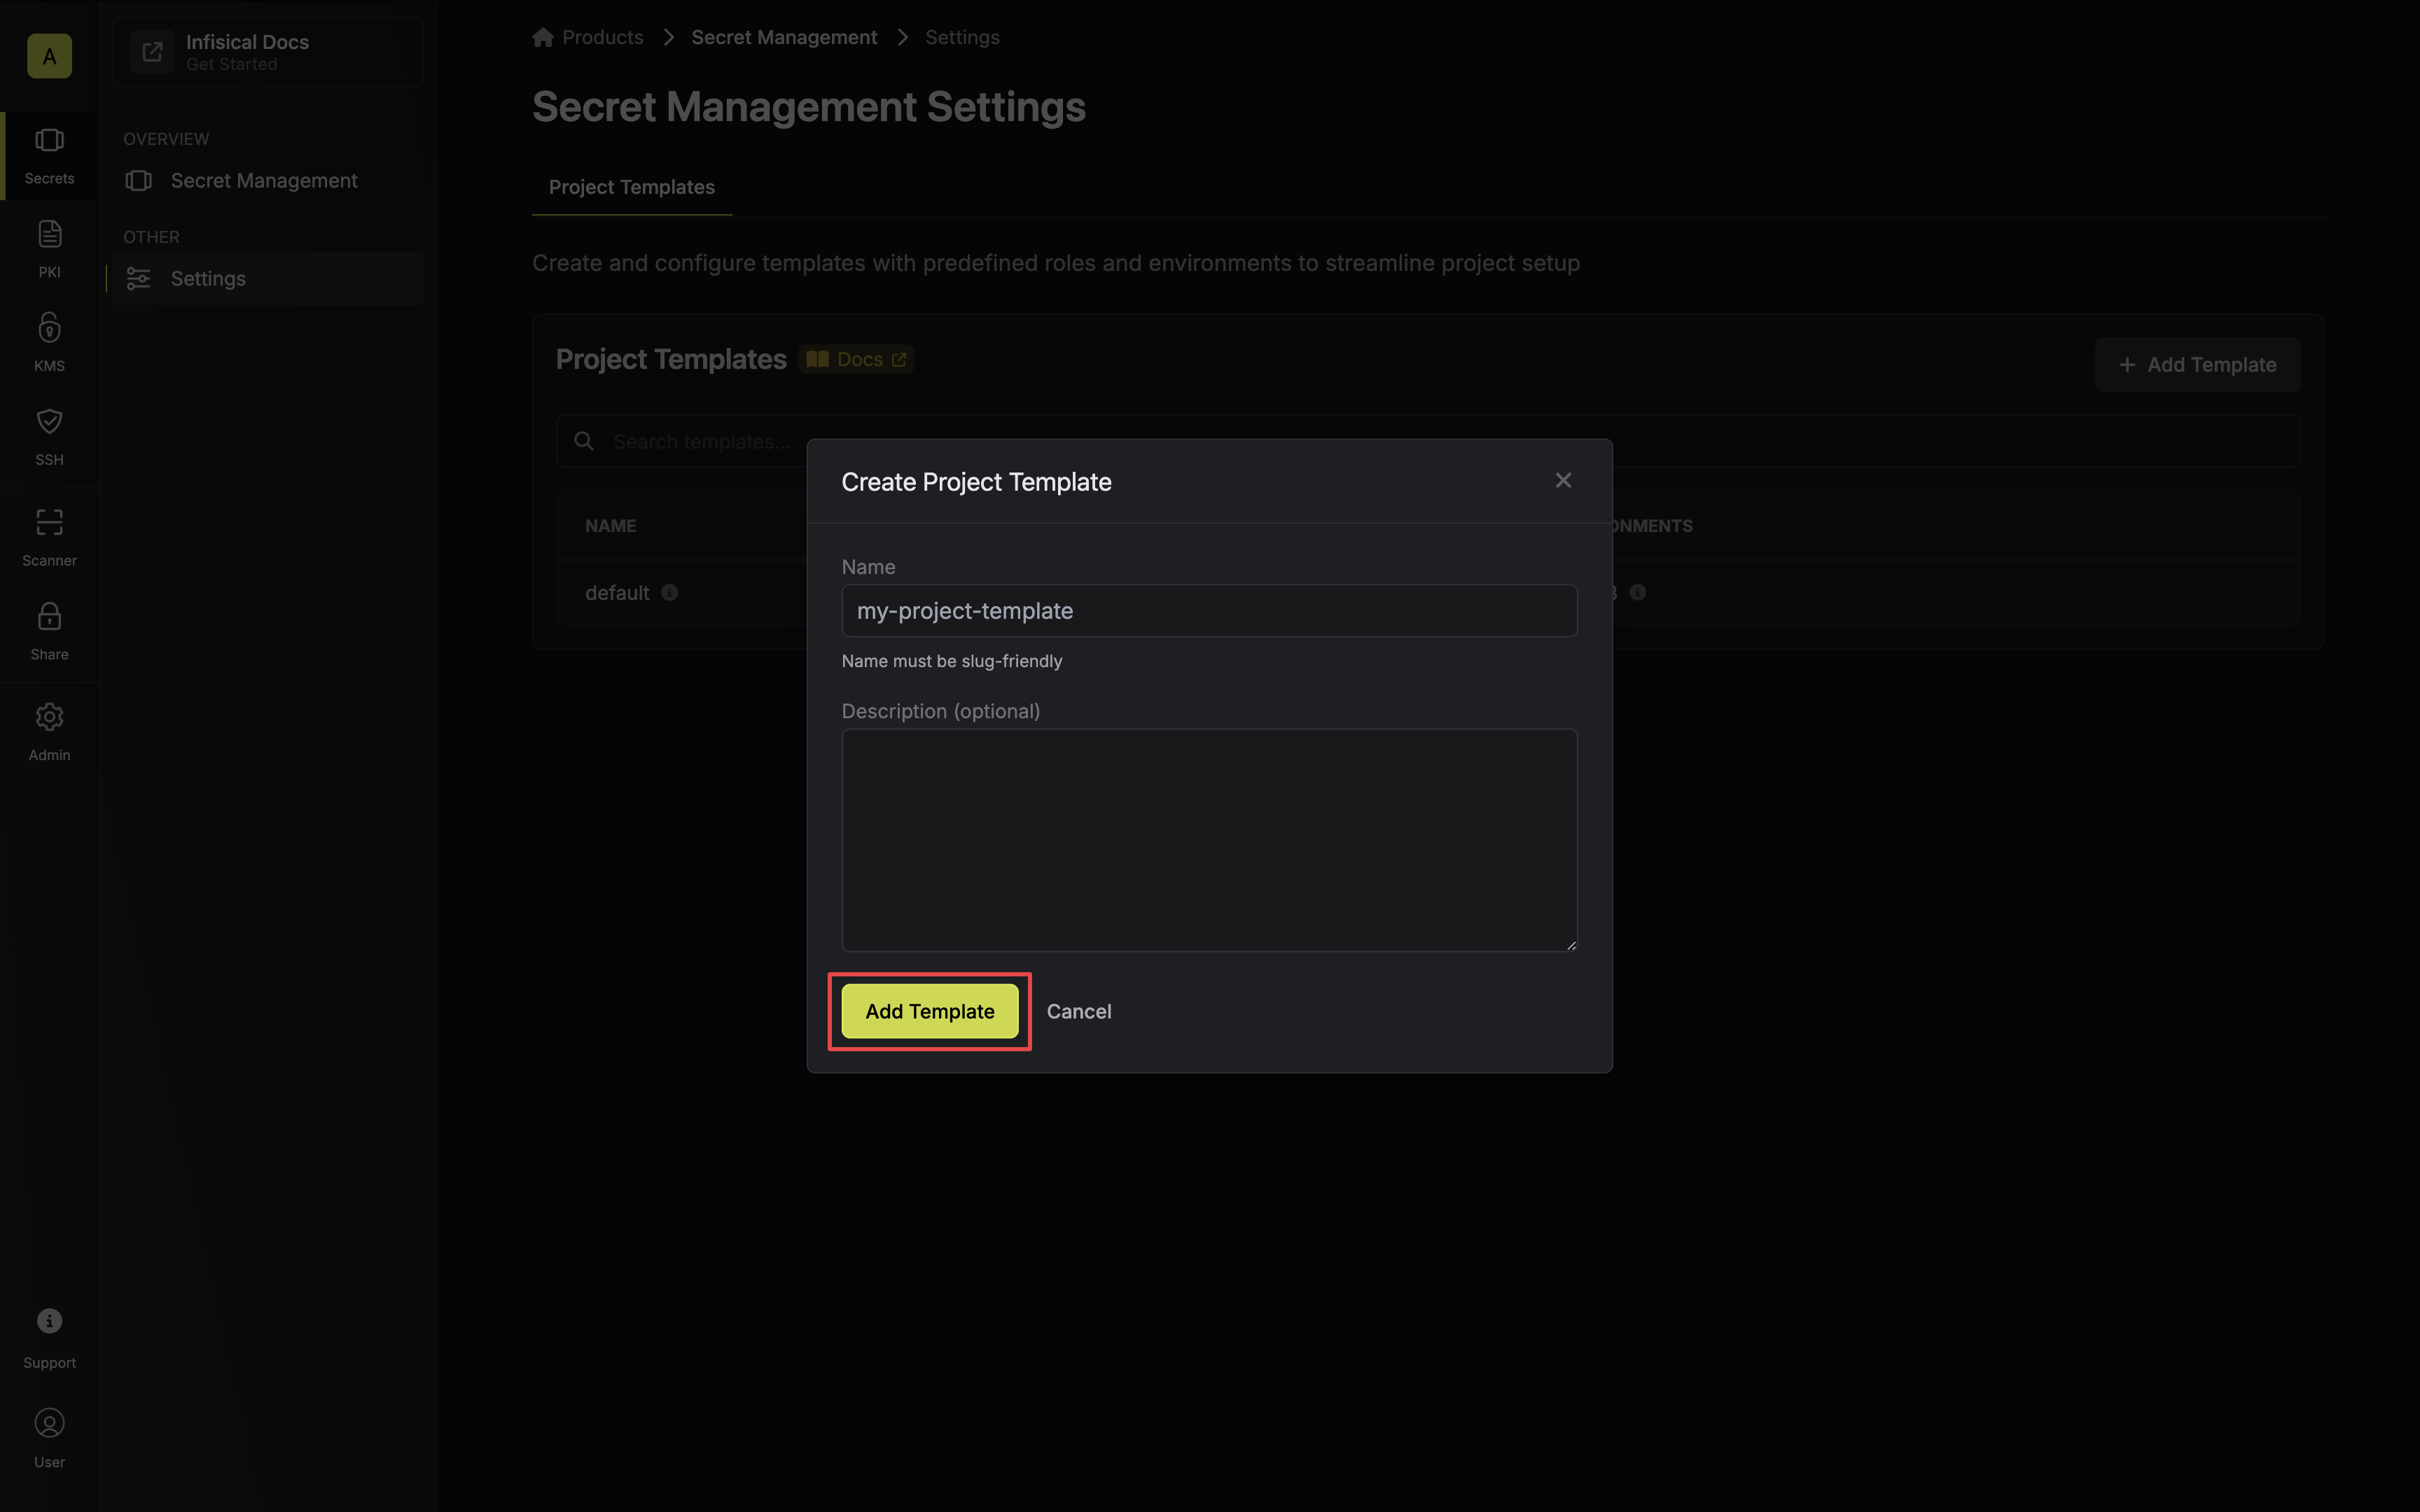 A
Infisical Docs
Get Started
Secrets
PKI
KMS
SSH
Scanner
Share
Admin
Support
User
OVERVIEW
Secret Management
OTHER
Settings
Products > Secret Management > Settings
Secret Management Settings
Project Templates
Create and configure templates with predefined roles and environments to streamline project setup
Project Templates Docs
+ Add Template
Search templates...
NAME
ONMENTS
default
Create Project Template
Name
my-project-template
Name must be slug-friendly
Description (optional)
Add Template Cancel